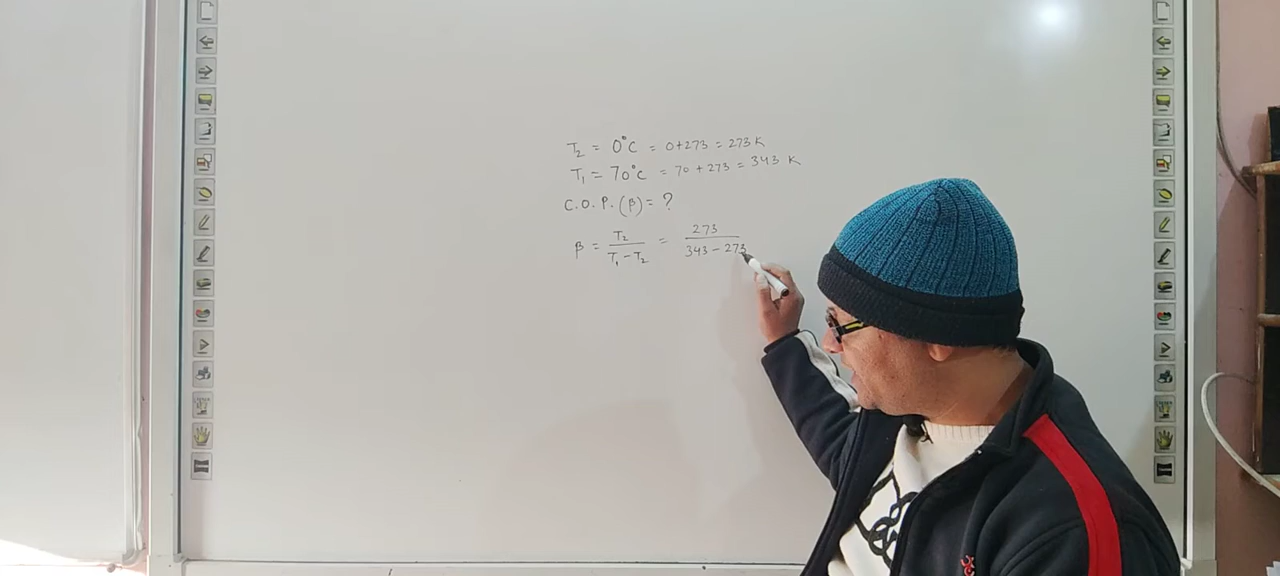 T₂ = 0°C = 0+273 = 273 K
T₁ = 70°C = 70 + 273 = 343 K
C.O.P. (β) = ?
β = T₂ / T₁ - T₂ = 273 / 343 - 273